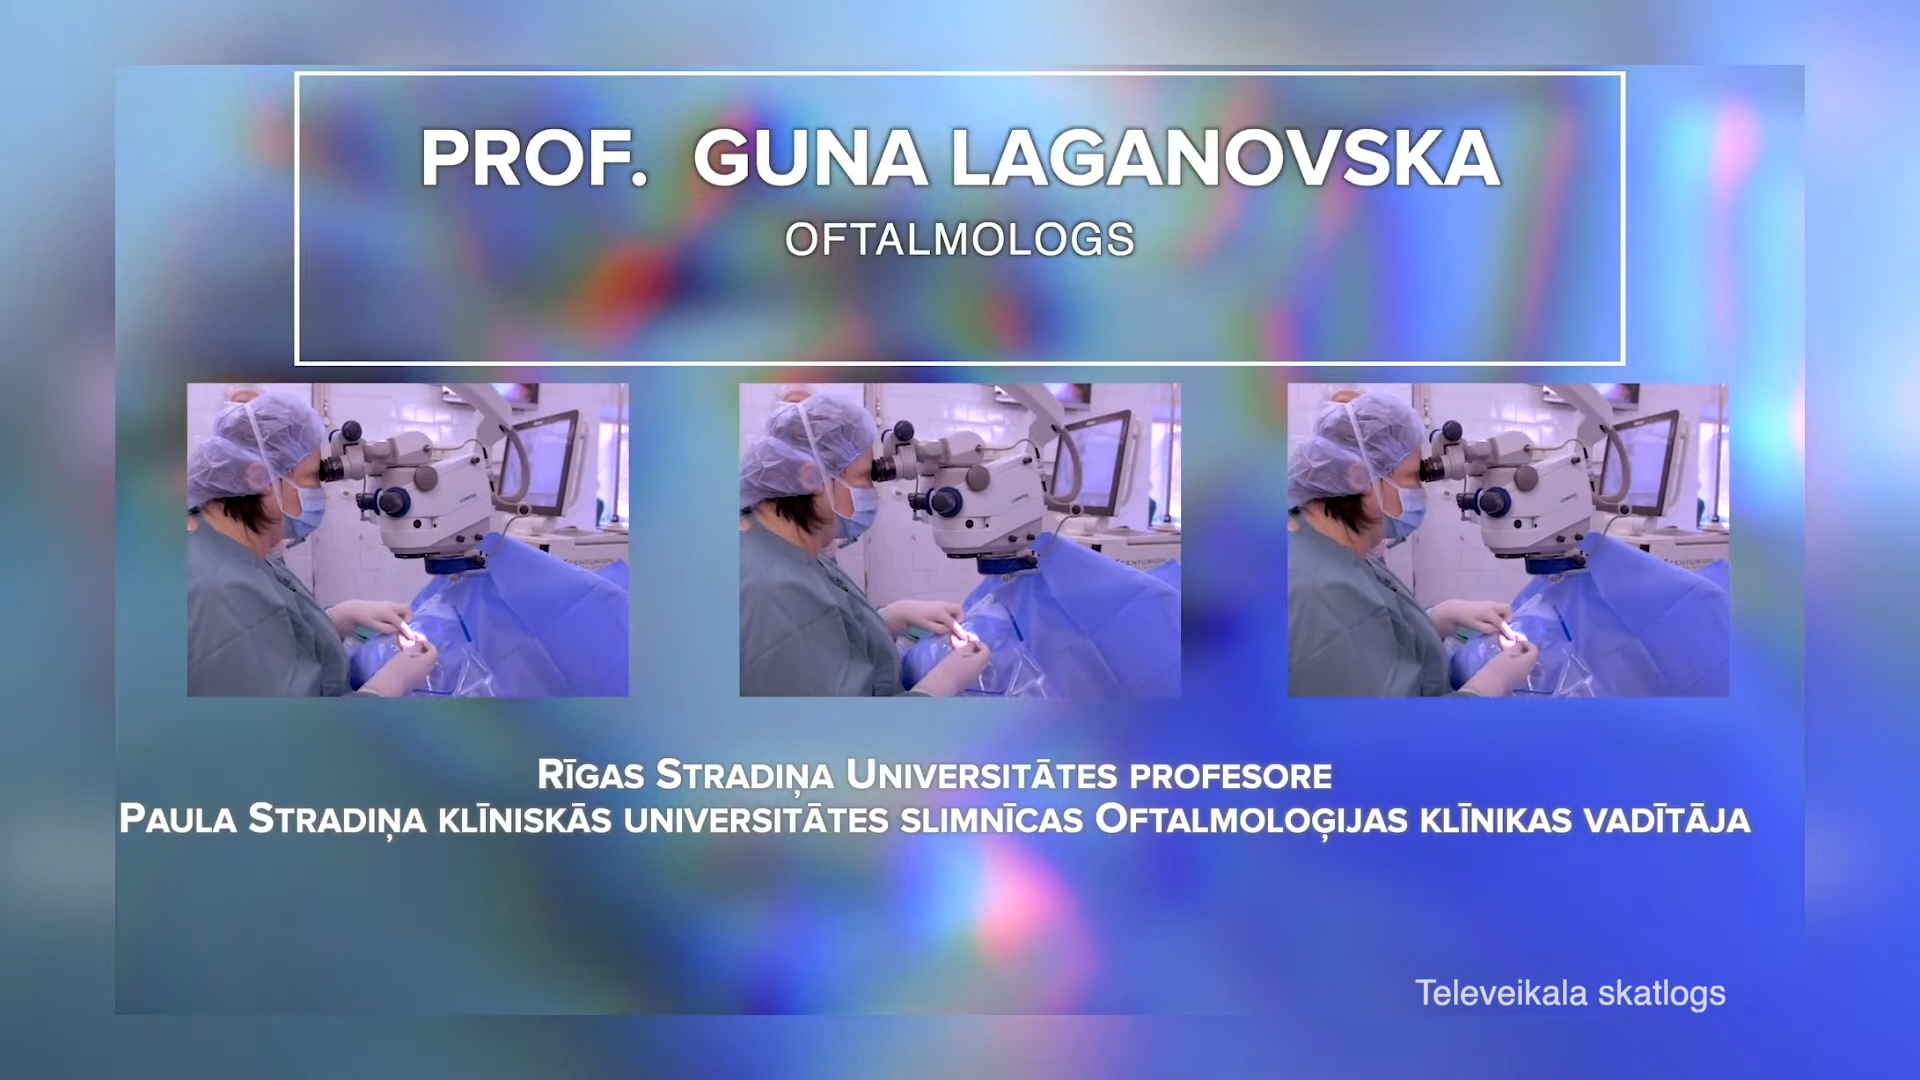 PROF. GUNA LAGANOVSKA
OFTALMOLOGS
RĪGAS STRADIŅA UNIVERSITĀTES PROFESORE
PAULA STRADIŅA KLĪNISKĀS UNIVERSITĀTES SLIMNĪCAS OFTALMOLOĢIJAS KLĪNIKAS VADĪTĀJA
Televeikala skatlogs